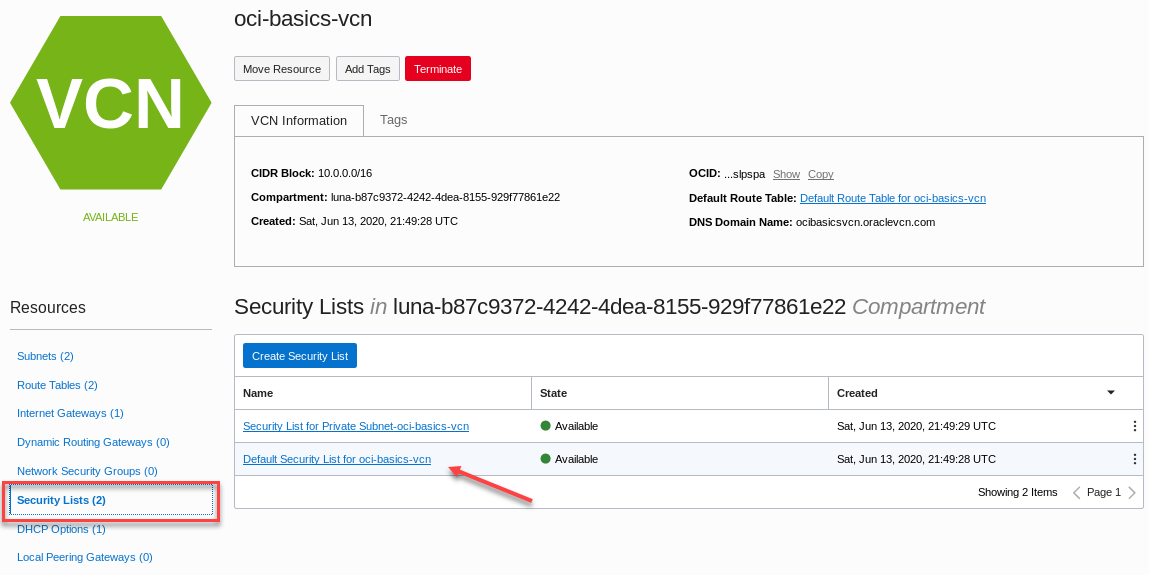 oci-basics-vcn
VCN
AVAILABLE
Move Resource Add Tags Terminate
VCN Information Tags
CIDR Block: 10.0.0.0/16
Compartment: luna-b87c9372-4242-4dea-8155-929f77861e22
Created: Sat, Jun 13, 2020, 21:49:28 UTC
OCID: ...slpspa Show Copy
Default Route Table: Default Route Table for oci-basics-vcn
DNS Domain Name: ocibasicsvcn.oraclevcn.com
Resources
Subnets (2)
Route Tables (2)
Internet Gateways (1)
Dynamic Routing Gateways (0)
Network Security Groups (0)
Security Lists (2)
DHCP Options (1)
Local Peering Gateways (0)
Security Lists in luna-b87c9372-4242-4dea-8155-929f77861e22 Compartment
Create Security List
Name State Created
Security List for Private Subnet-oci-basics-vcn Available Sat, Jun 13, 2020, 21:49:29 UTC
Default Security List for oci-basics-vcn Available Sat, Jun 13, 2020, 21:49:28 UTC
Showing 2 Items Page 1